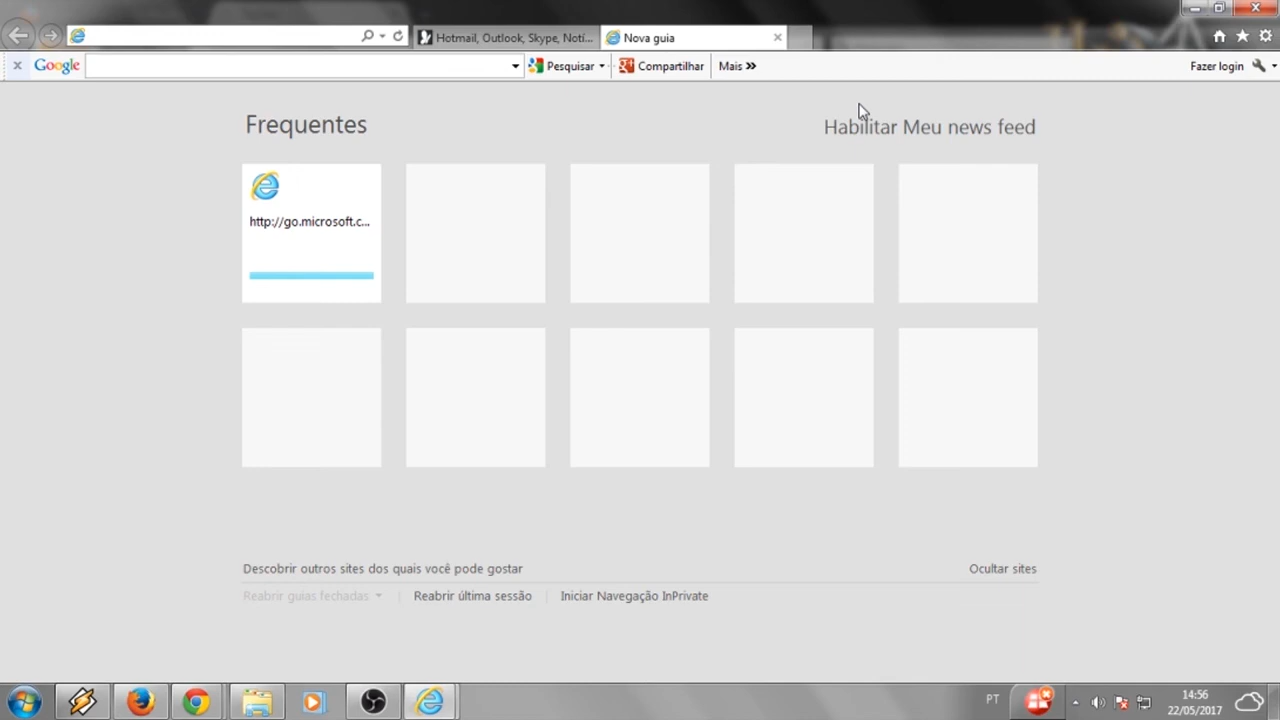 Hotmail, Outlook, Skype, Notí...
Nova guia
Google
Pesquisar
Compartilhar
Mais
Fazer login
Frequentes
Habilitar Meu news feed
http://go.microsoft.c...
Descobrir outros sites dos quais você pode gostar
Ocultar sites
Reabrir guias fechadas
Reabrir última sessão
Iniciar Navegação InPrivate
PT
14:56
22/05/2017